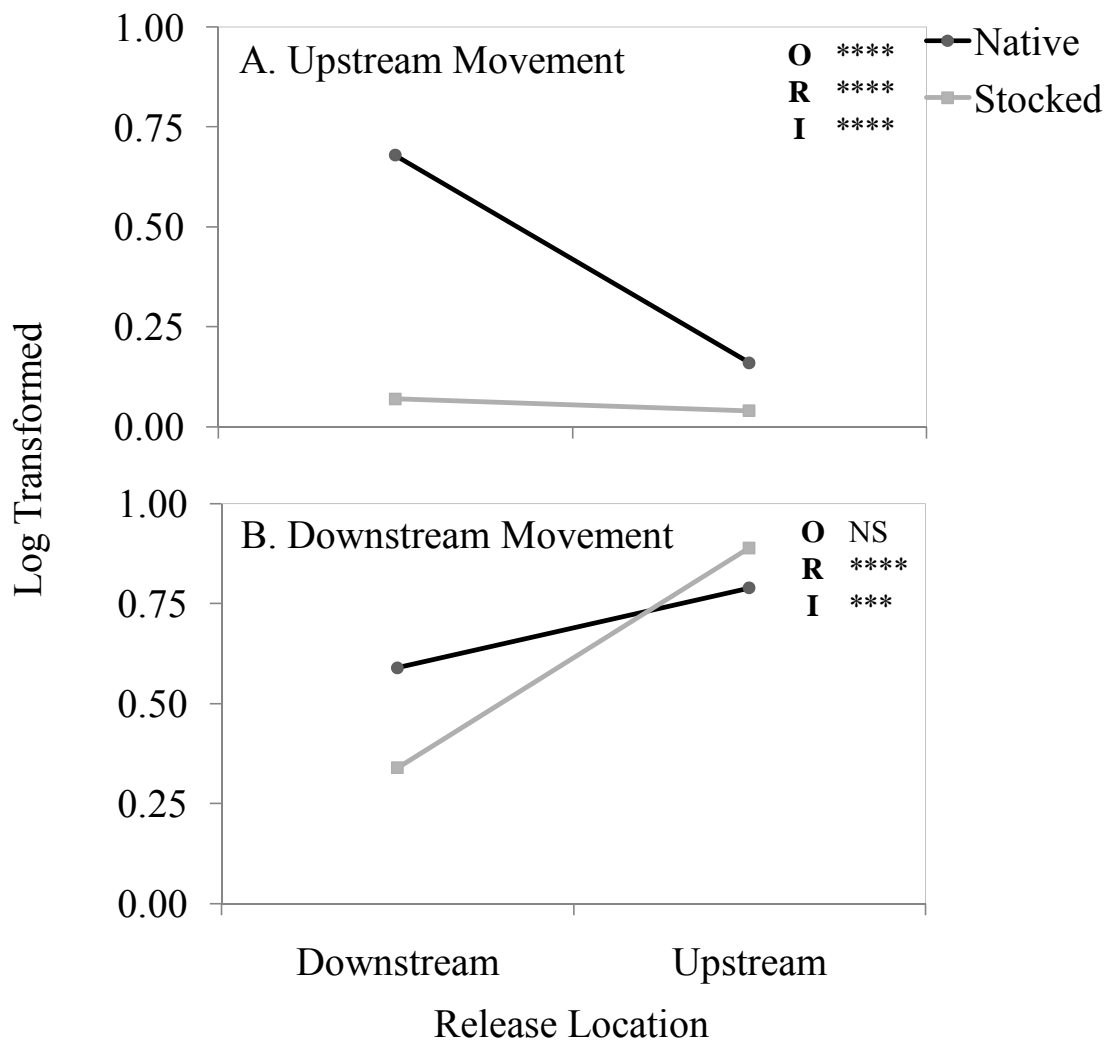 1.00
A. Upstream Movement
O ****
R ****
I ****
Native
Stocked
0.75
0.50
0.25
0.00
Log Transformed
1.00
B. Downstream Movement
O NS
R ****
I ***
0.75
0.50
0.25
0.00
Downstream Upstream
Release Location